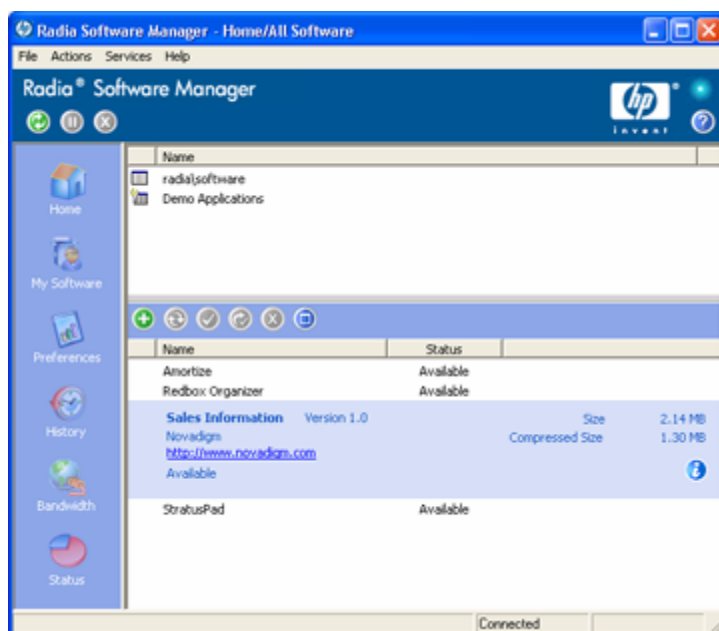 Radia Software Manager - Home/All Software
File Actions Services Help
Radia® Software Manager
hp
invent
Home
My Software
Preferences
History
Bandwidth
Status
Name
radia\software
Demo Applications
Name Status
Amortize Available
Redbox Organizer Available
Sales Information Version 1.0 Size 2.14 MB
Novadigm Compressed Size 1.30 MB
http://www.novadigm.com
Available
StratusPad Available
Connected